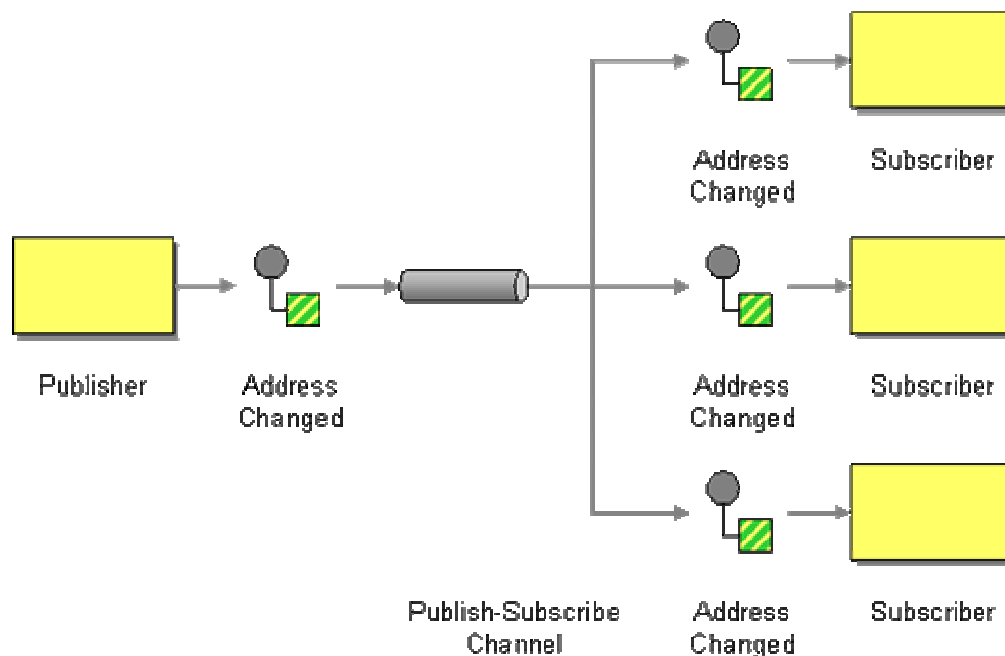 Address
Changed
Subscriber
Publisher
Address
Changed
Address
Changed
Subscriber
Publish-Subscribe
Channel
Address
Changed
Subscriber